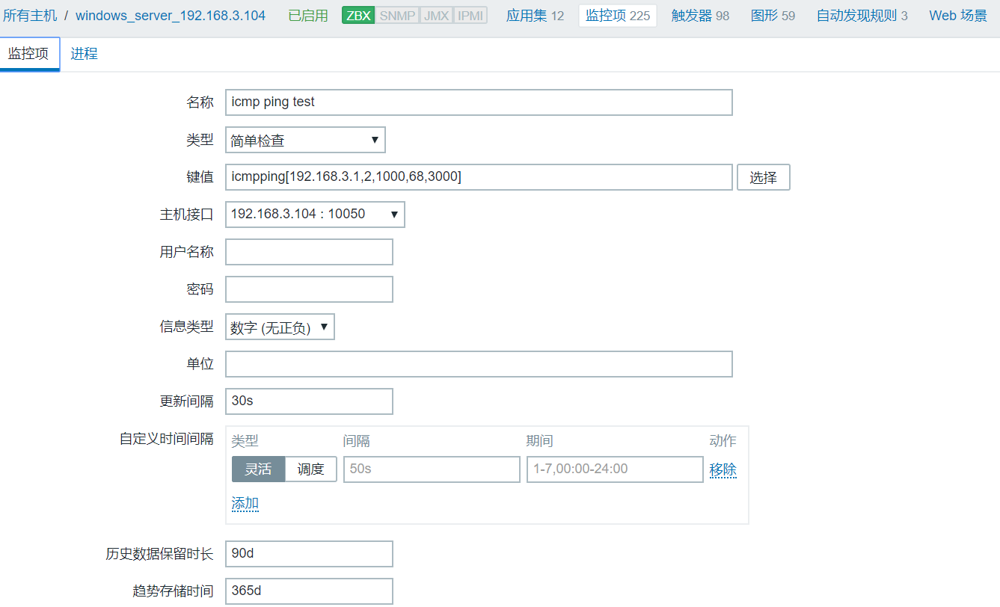 所有主机 / windows_server_192.168.3.104 已启用 ZBX SNMP JMX IPMI 应用集 12 监控项 225 触发器 98 图形 59 自动发现规则 3 Web 场景
监控项 进程
名称 icmp ping test
类型 简单检查
键值 icmpping[192.168.3.1,2,1000,68,3000] 选择
主机接口 192.168.3.104 : 10050
用户名称
密码
信息类型 数字 (无正负)
单位
更新间隔 30s
自定义时间间隔 类型 间隔 期间 动作
灵活 调度 50s 1-7,00:00-24:00 移除
添加
历史数据保留时长 90d
趋势存储时间 365d